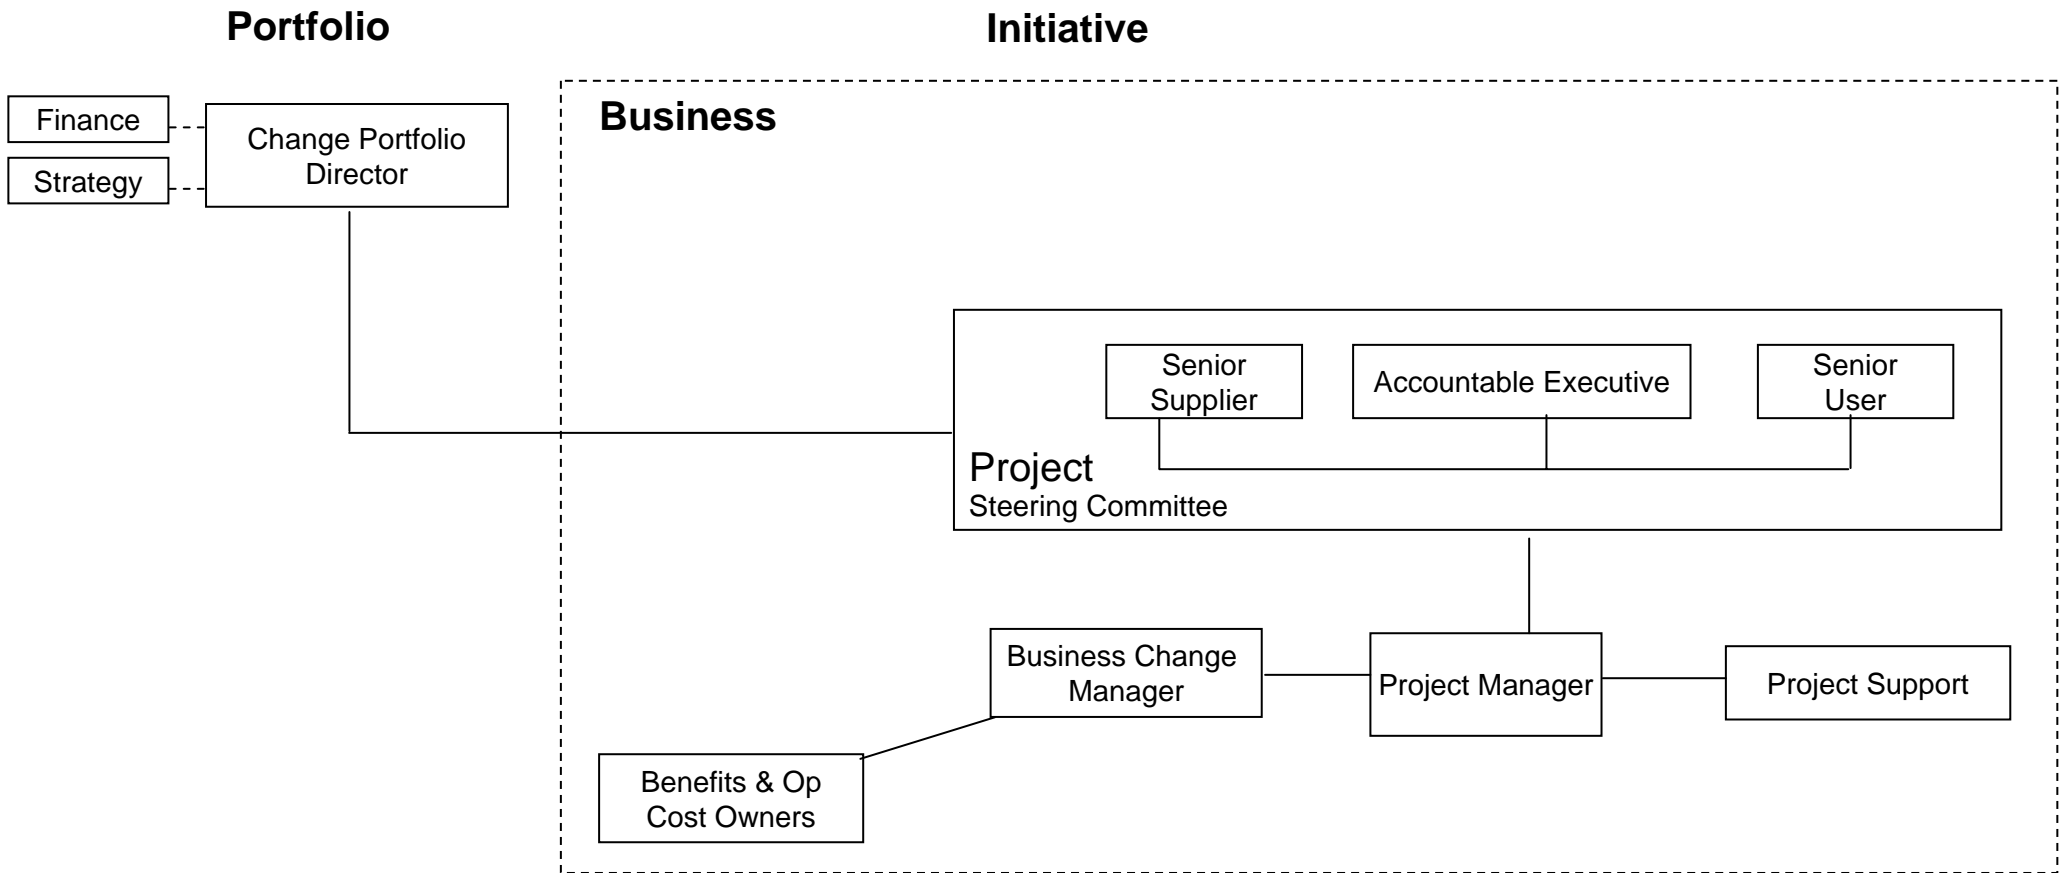 Portfolio
Initiative
Finance
Strategy
Change Portfolio
Director
Business
Senior
Supplier
Accountable Executive
Senior
User
Project
Steering Committee
Business Change
Manager
Project Manager
Project Support
Benefits & Op
Cost Owners